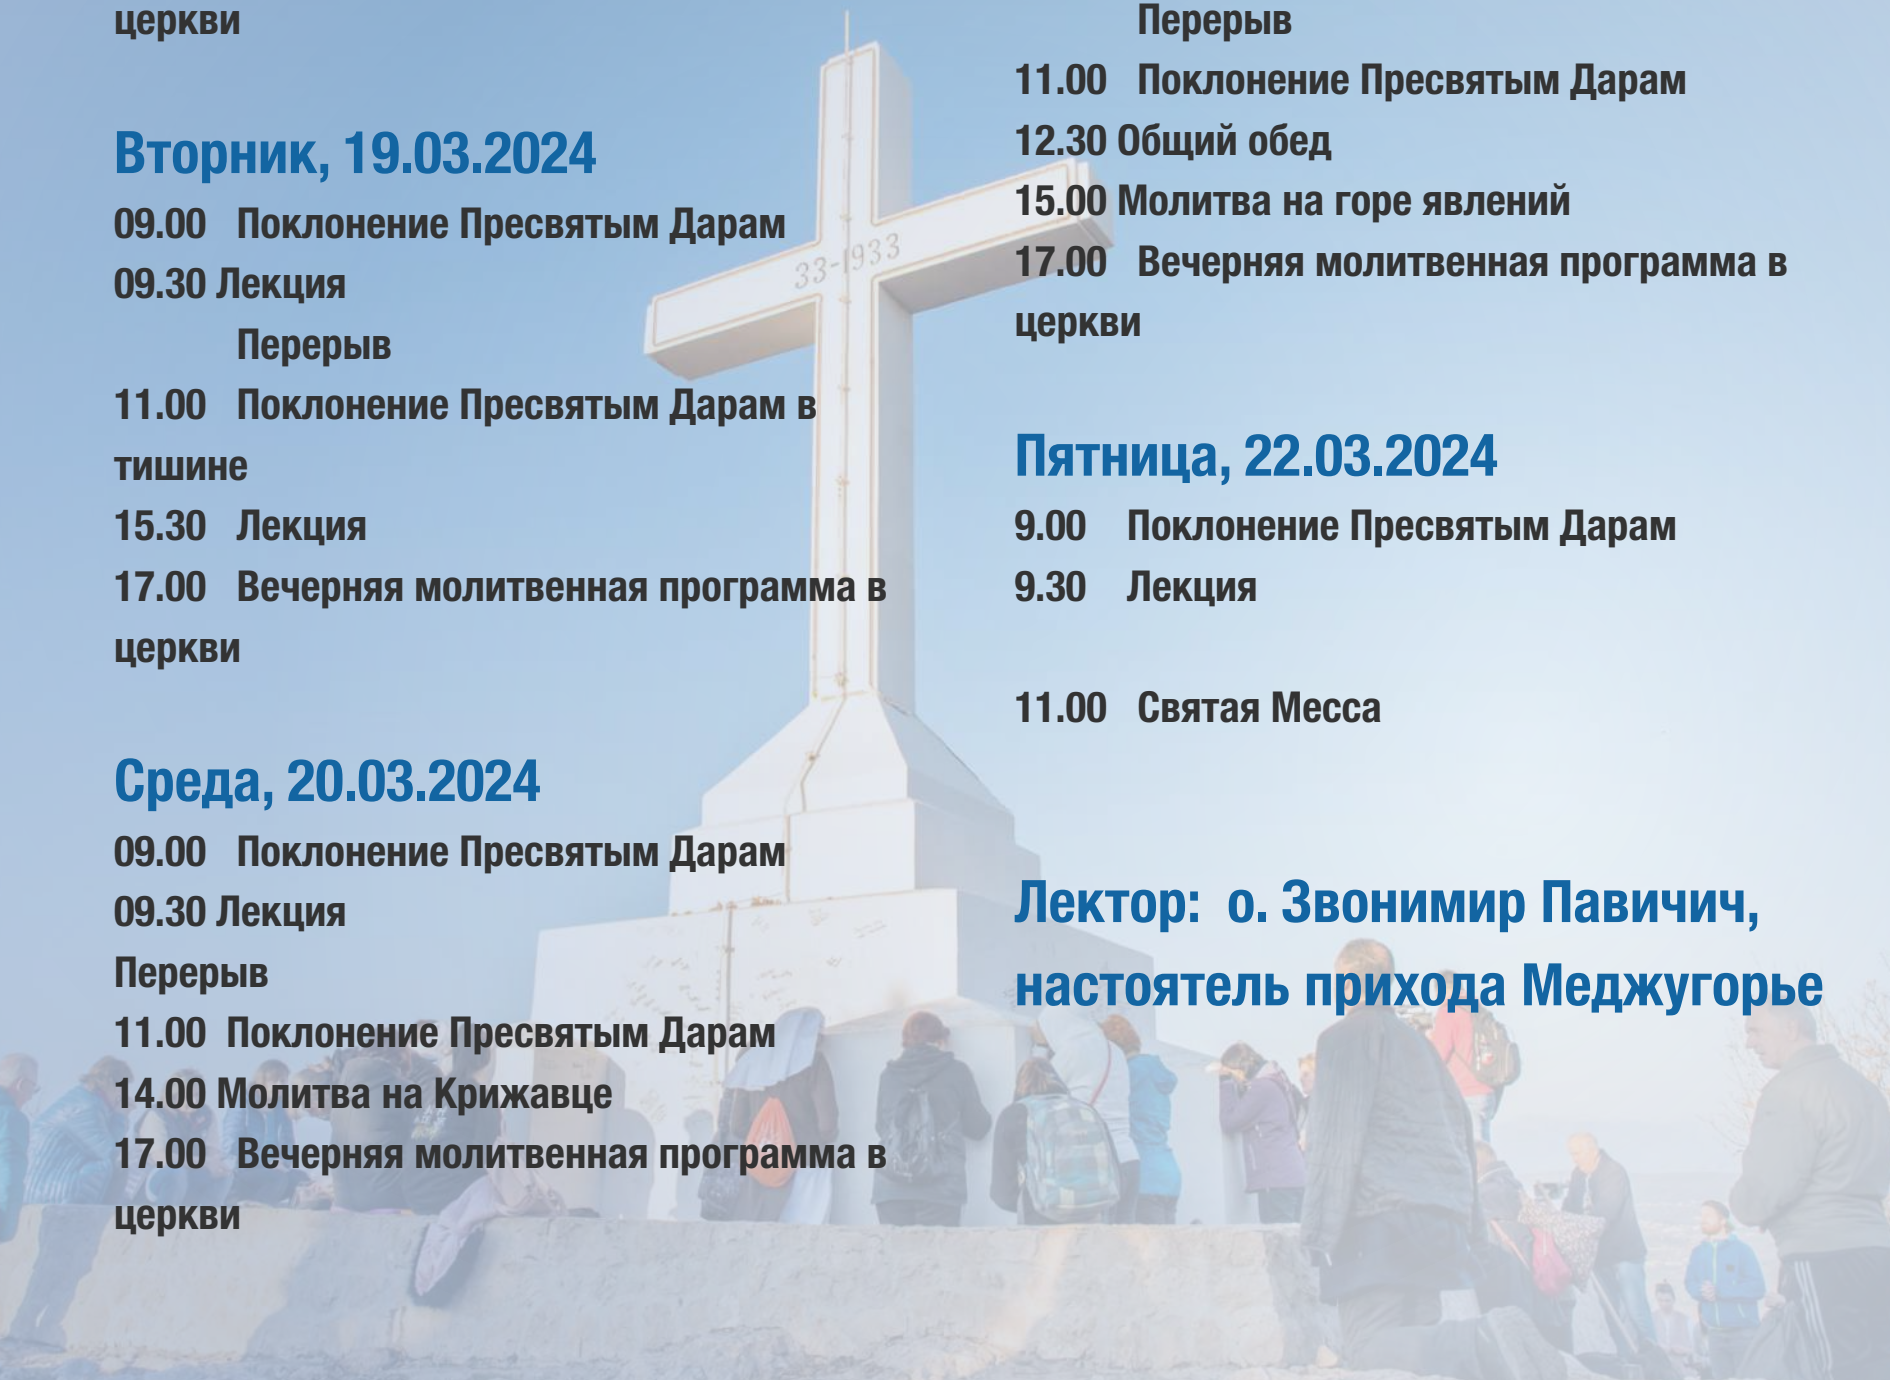 церкви
Вторник, 19.03.2024
09.00 Поклонение Пресвятым Дарам
09.30 Лекция
Перерыв
11.00 Поклонение Пресвятым Дарам в
тишине
15.30 Лекция
17.00 Вечерняя молитвенная программа в
церкви
Среда, 20.03.2024
09.00 Поклонение Пресвятым Дарам
09.30 Лекция
Перерыв
11.00 Поклонение Пресвятым Дарам
14.00 Молитва на Крижавце
17.00 Вечерняя молитвенная программа в
церкви
Перерыв
11.00 Поклонение Пресвятым Дарам
12.30 Общий обед
15.00 Молитва на горе явлений
17.00 Вечерняя молитвенная программа в
церкви
Пятница, 22.03.2024
9.00 Поклонение Пресвятым Дарам
9.30 Лекция
11.00 Святая Месса
Лектор: о. Звонимир Павичич,
настоятель прихода Меджугорье
33-1933